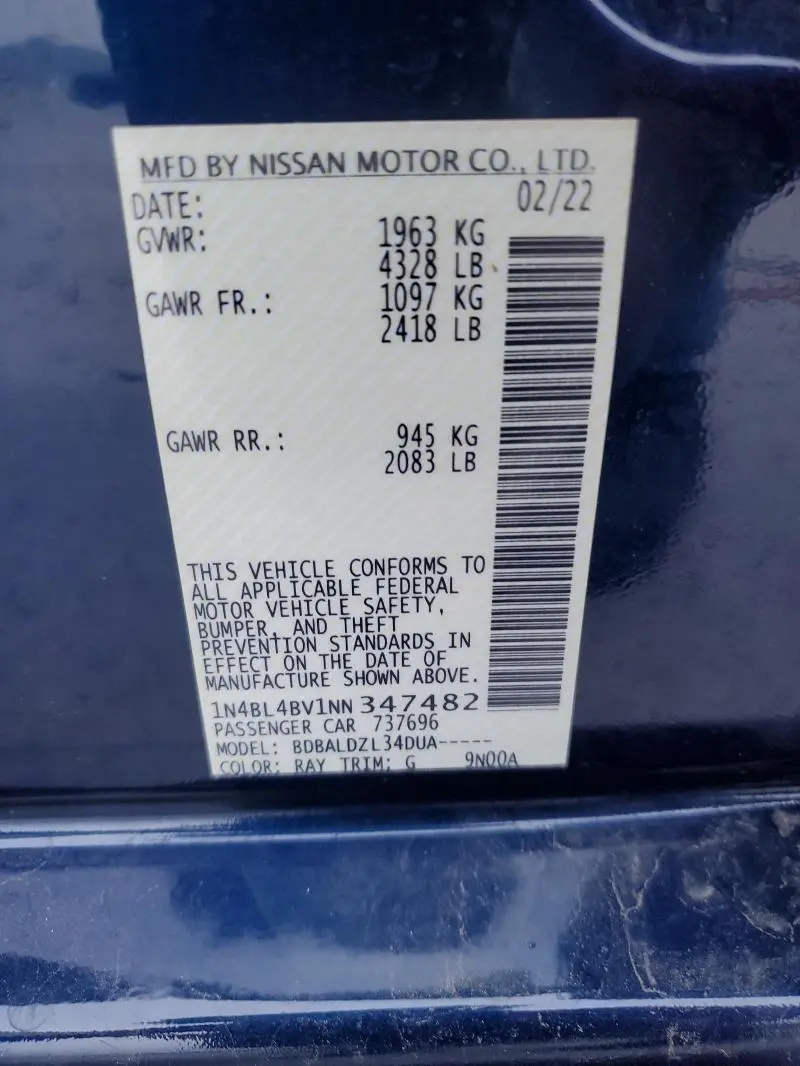 MFD BY NISSAN MOTOR CO., LTD.
DATE: 02/22
GVWR: 1963 KG
4328 LB
GAWR FR.: 1097 KG
2418 LB
GAWR RR.: 945 KG
2083 LB
THIS VEHICLE CONFORMS TO
ALL APPLICABLE FEDERAL
MOTOR VEHICLE SAFETY,
BUMPER, AND THEFT
PREVENTION STANDARDS IN
EFFECT ON THE DATE OF
MANUFACTURE SHOWN ABOVE.
1N4BL4BV1NN 347482
PASSENGER CAR 737696
MODEL: BDBALDZL34DUA-----
COLOR: RAY TRIM: G 9N00A